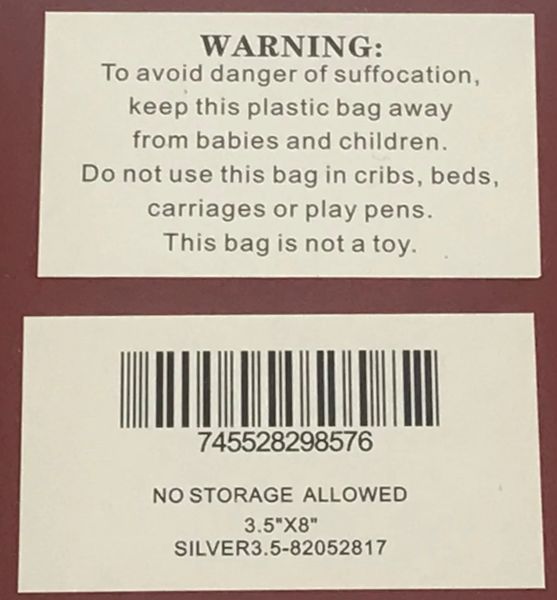 WARNING:
To avoid danger of suffocation,
keep this plastic bag away
from babies and children.
Do not use this bag in cribs, beds,
carriages or play pens.
This bag is not a toy.
745528298576
NO STORAGE ALLOWED
3.5"X8"
SILVER3.5-82052817